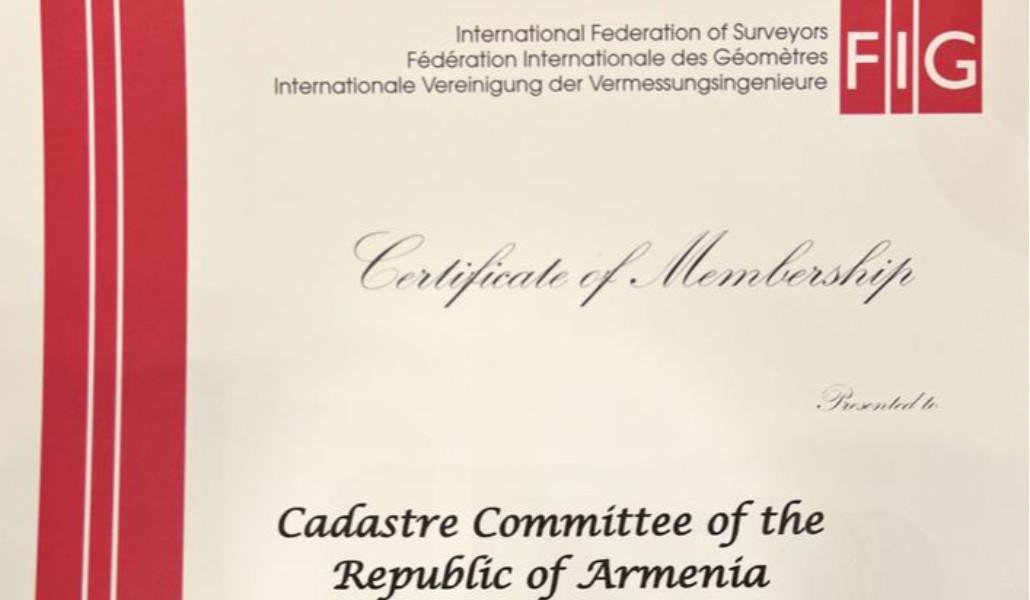 International Federation of Surveyors
Fédération Internationale des Géomètres
Internationale Vereinigung der Vermessungsingenieure
FIG
Certificate of Membership
Presented to
Cadastre Committee of the
Republic of Armenia